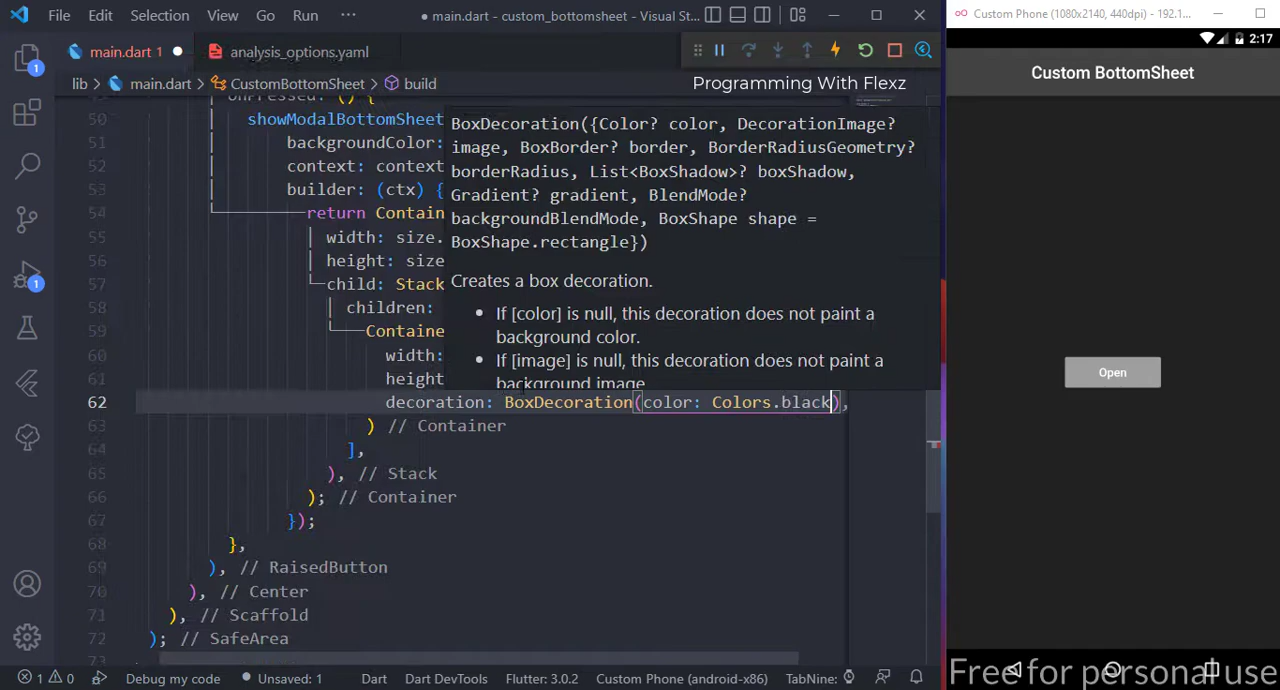 File Edit Selection View Go Run ··· ● main.dart - custom_bottomsheet - Visual St...
Custom Phone (1080x2140, 440dpi) - 192.1...
2:17
main.dart 1 ●
analysis_options.yaml
Custom BottomSheet
lib > main.dart > CustomBottomSheet > build
Programming With Flexz
onPressed: () {
50 showModalBottomSheet
51 backgroundColor:
52 context: context
53 builder: (ctx) {
54 return Contain
55 width: size.
56 height: size
57 child: Stack
58 children:
59 Containe
60 width:
61 height
62 decoration: BoxDecoration(color: Colors.black),
63 ) // Container
64 ],
65 ), // Stack
66 ); // Container
67 });
68 },
69 ), // RaisedButton
70 ), // Center
71 ), // Scaffold
72 ); // SafeArea
73
BoxDecoration({Color? color, DecorationImage?
image, BoxBorder? border, BorderRadiusGeometry?
borderRadius, List<BoxShadow>? boxShadow,
Gradient? gradient, BlendMode?
backgroundBlendMode, BoxShape shape =
BoxShape.rectangle})
Creates a box decoration.
• If [color] is null, this decoration does not paint a
background color.
• If [image] is null, this decoration does not paint a
background image
Open
1
1
1 0 Debug my code ● Unsaved: 1 Dart Dart DevTools Flutter: 3.0.2 Custom Phone (android-x86) TabNine:
Free for personal use